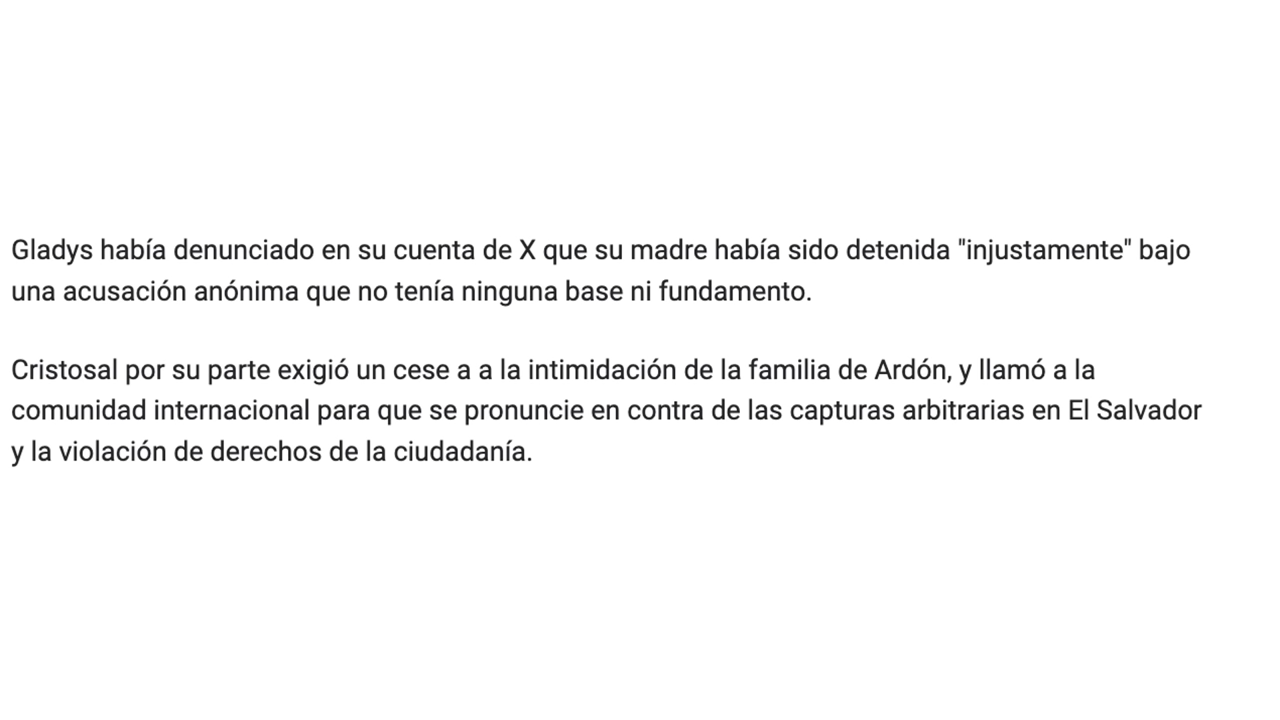 Gladys había denunciado en su cuenta de X que su madre había sido detenida "injustamente" bajo
una acusación anónima que no tenía ninguna base ni fundamento.
Cristosal por su parte exigió un cese a a la intimidación de la familia de Ardón, y llamó a la
comunidad internacional para que se pronuncie en contra de las capturas arbitrarias en El Salvador
y la violación de derechos de la ciudadanía.